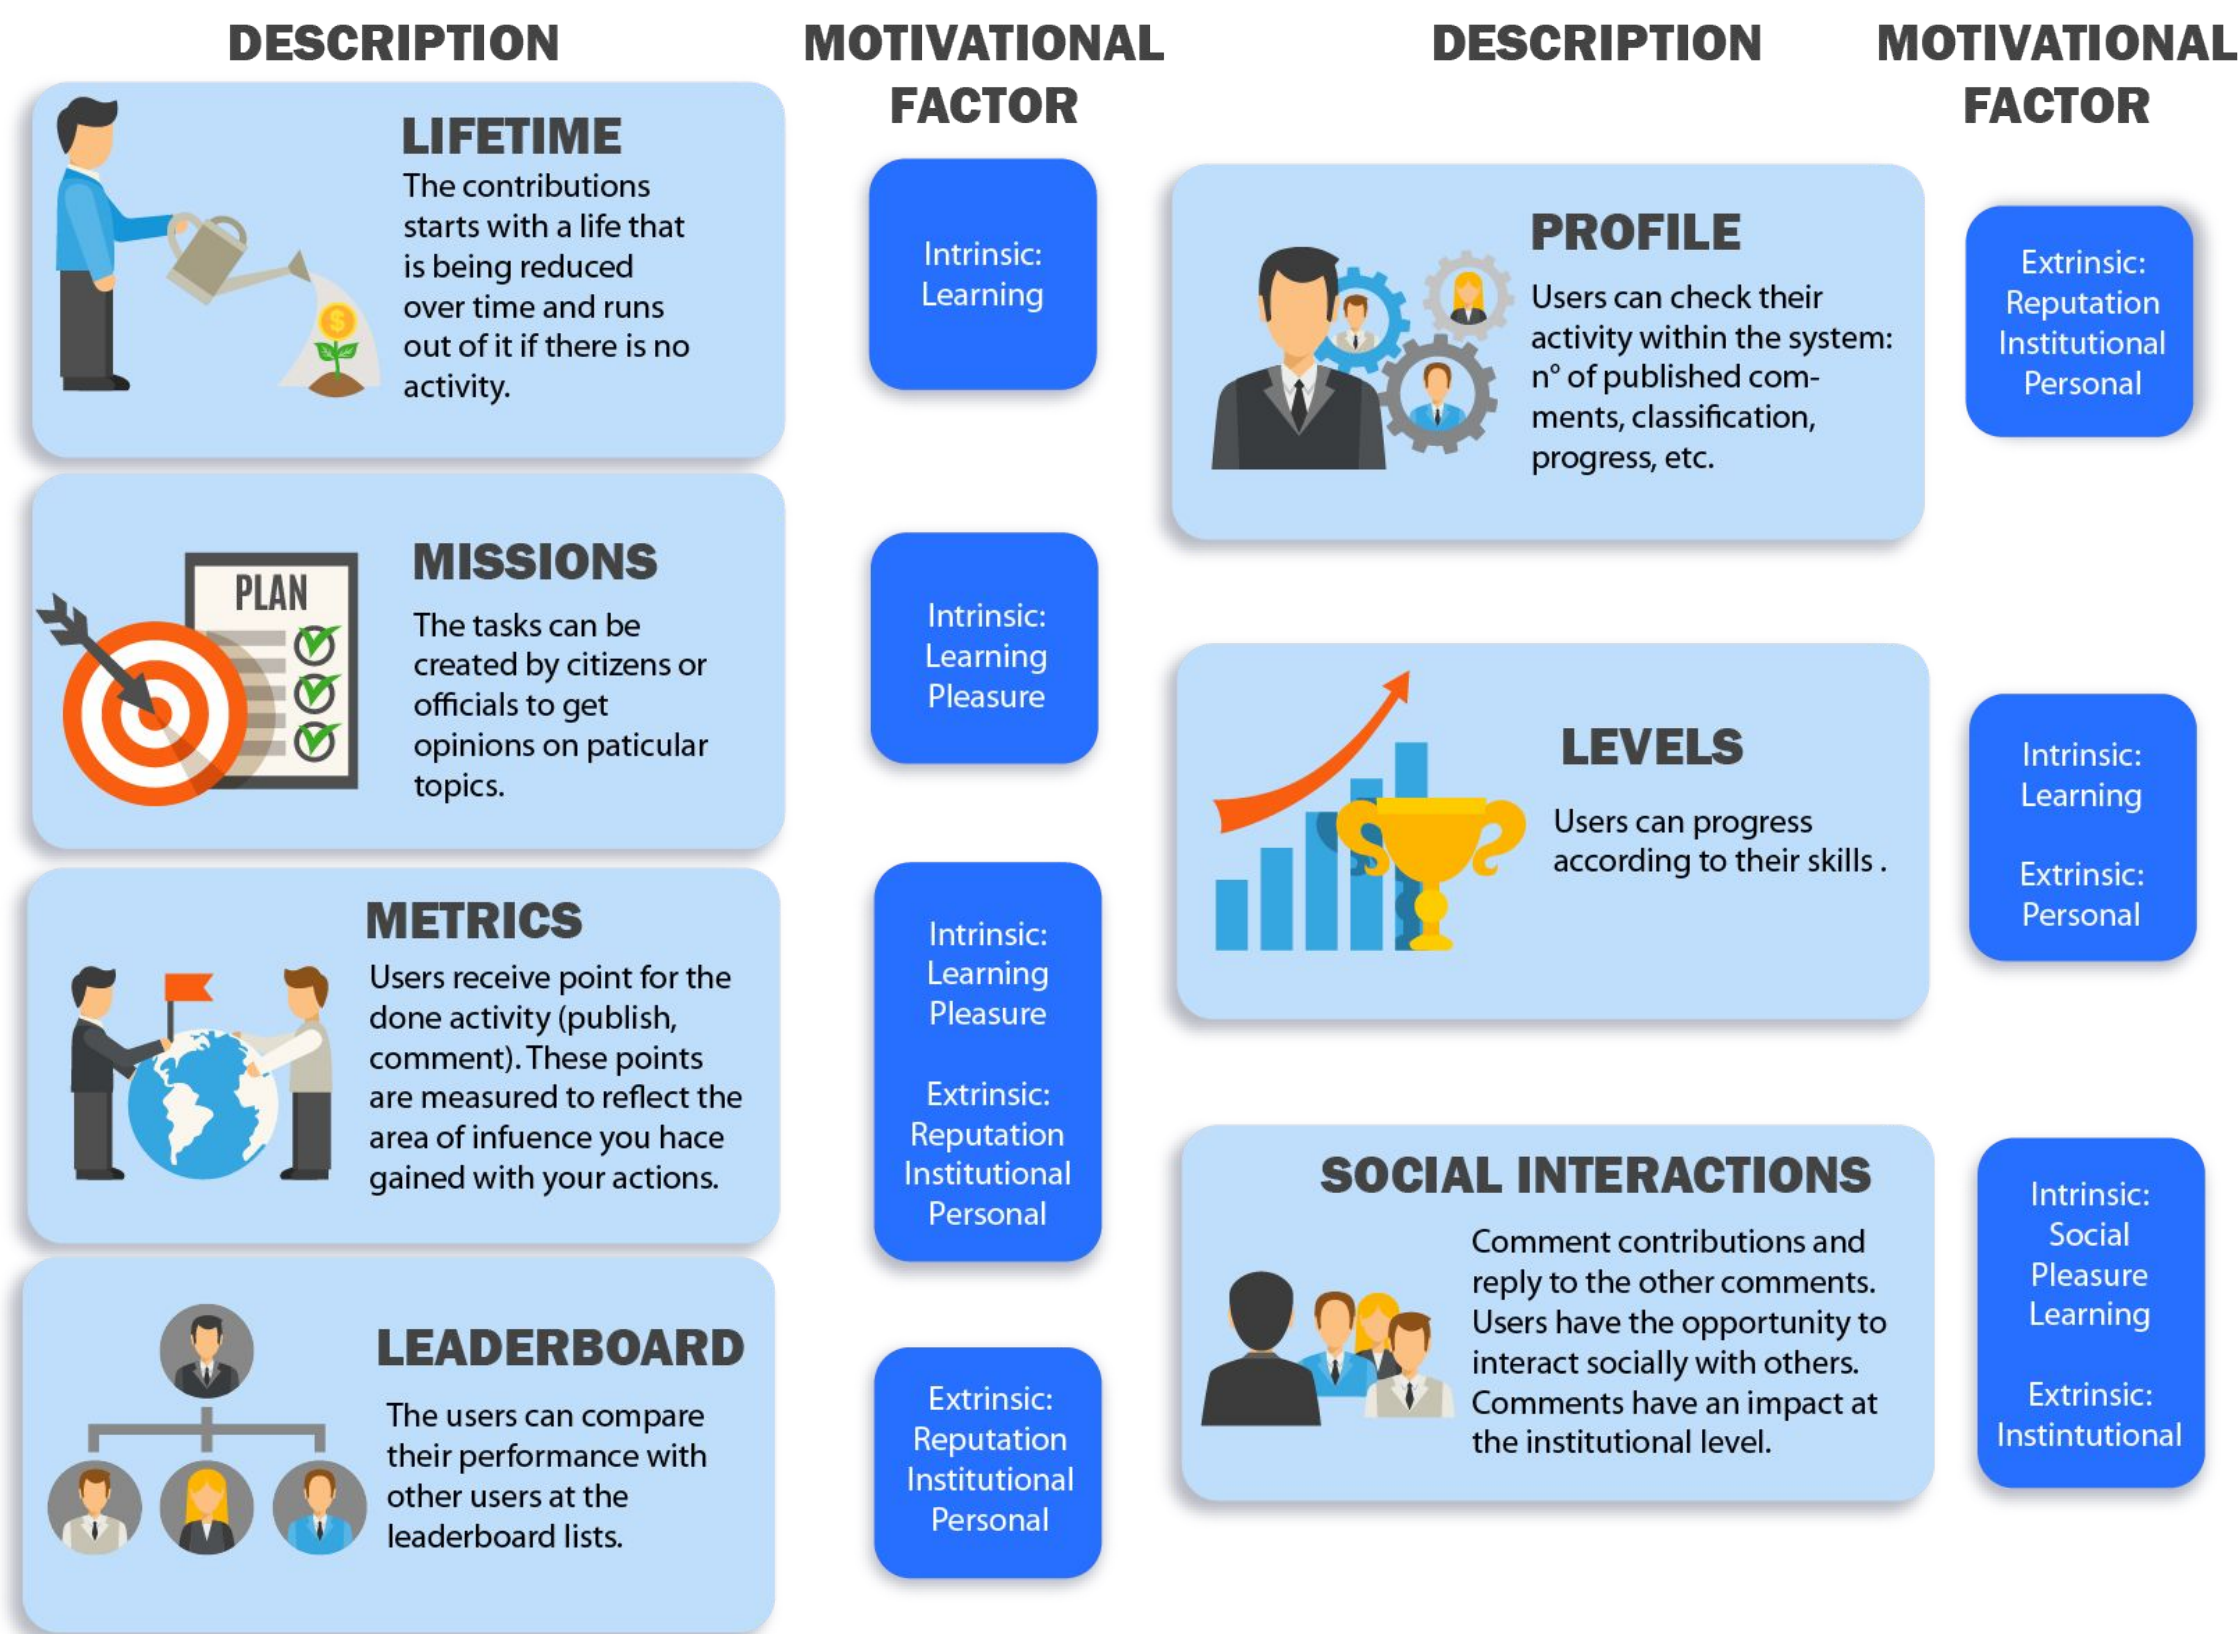 DESCRIPTION
MOTIVATIONAL
FACTOR
LIFETIME
The contributions
starts with a life that
is being reduced
over time and runs
out of it if there is no
activity.
Intrinsic:
Learning
MISSIONS
PLAN
The tasks can be
created by citizens or
officials to get
opinions on paticular
topics.
Intrinsic:
Learning
Pleasure
METRICS
Users receive point for the
done activity (publish,
comment). These points
are measured to reflect the
area of infuence you hace
gained with your actions.
Intrinsic:
Learning
Pleasure
Extrinsic:
Reputation
Institutional
Personal
LEADERBOARD
The users can compare
their performance with
other users at the
leaderboard lists.
Extrinsic:
Reputation
Institutional
Personal
DESCRIPTION
MOTIVATIONAL
FACTOR
PROFILE
Users can check their
activity within the system:
n° of published com-
ments, classification,
progress, etc.
Extrinsic:
Reputation
Institutional
Personal
LEVELS
Users can progress
according to their skills .
Intrinsic:
Learning
Extrinsic:
Personal
SOCIAL INTERACTIONS
Comment contributions and
reply to the other comments.
Users have the opportunity to
interact socially with others.
Comments have an impact at
the institutional level.
Intrinsic:
Social
Pleasure
Learning
Extrinsic:
Instintutional